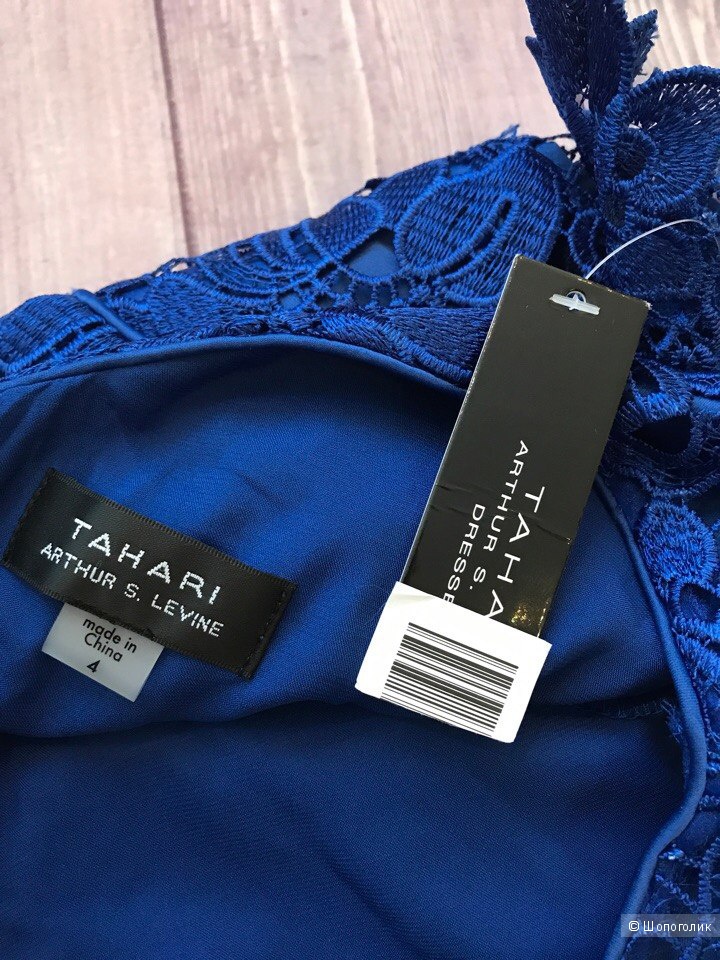 TAHARI
ARTHUR S. LEVINE
made in
China
4
TAHA
ARTHUR S.
DRESSE
© Шопоголик